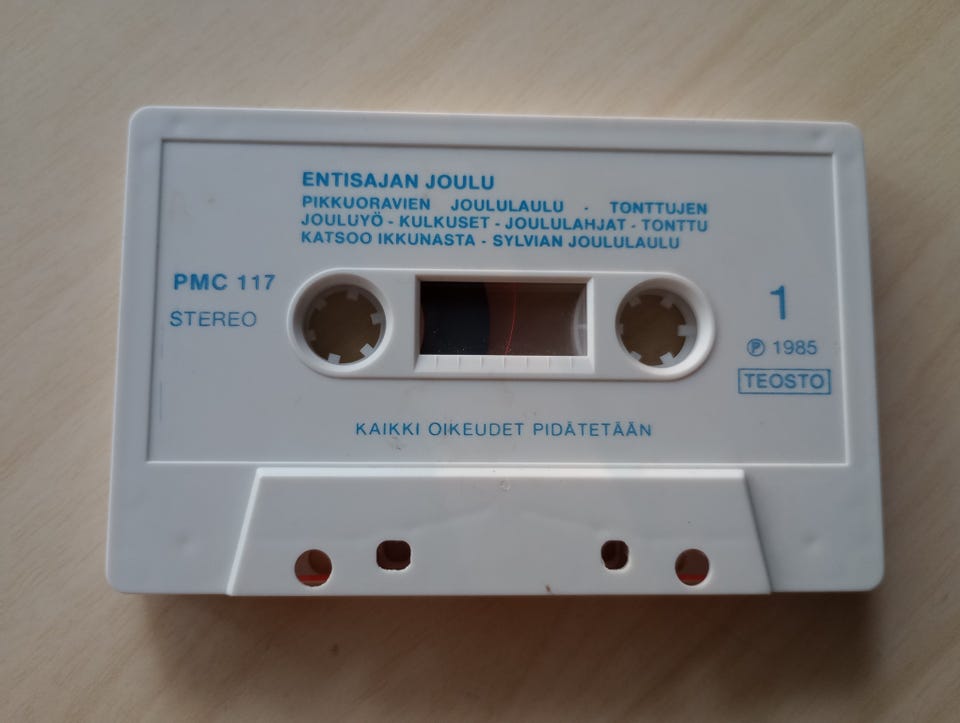 ENTISAJAN JOULU
PIKKUORAVIEN JOULULAULU - TONTTUJEN
JOULUYÖ - KULKUSET - JOULULAHJAT - TONTTU
KATSOO IKKUNASTA - SYLVIAN JOULULAULU
PMC 117
STEREO
1
℗ 1985
TEOSTO
KAIKKI OIKEUDET PIDÄTETÄÄN